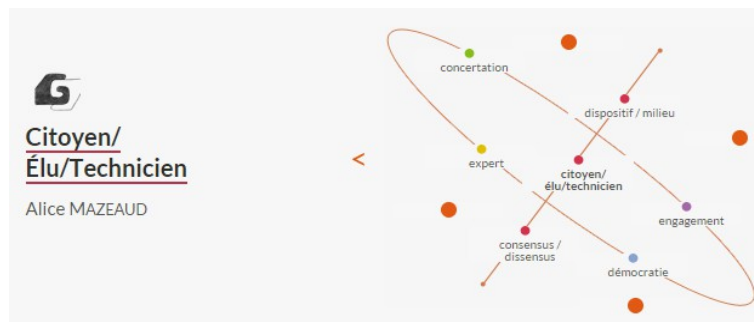 Citoyen/
Élu/Technicien
Alice MAZEAUD
<
concertation
dispositif / milieu
expert
citoyen/
élu/technicien
engagement
consensus /
dissensus
démocratie